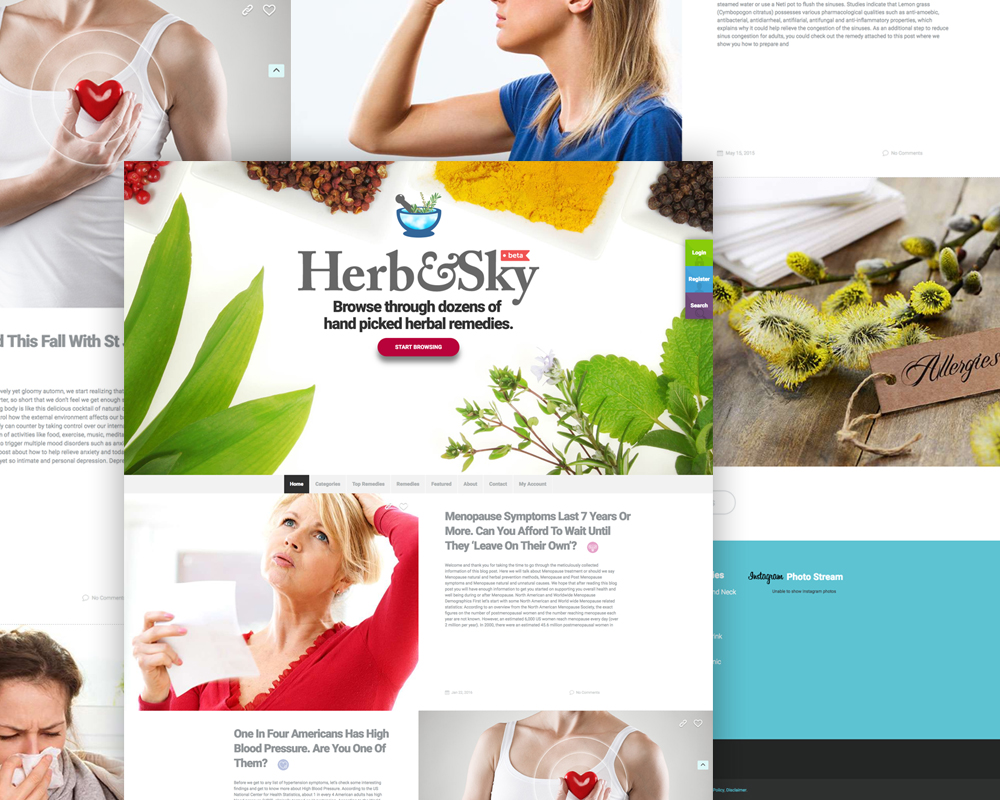 steamed water or use a Neti pot to flush the sinuses. Studies indicate that Lemon grass
(Cymbopogon citratus) possesses various pharmacological qualities such as anti-amoebic,
antibacterial, antidiarrheal, antifilarial, antifungal and anti-inflammatory properties, which
explains why it could help relieve the congestion of the sinuses. As an additional step to reduce
sinus congestion for adults, you could check out the remedy attached to this post where we
show you how to prepare and
May 19, 2015
No Comments
Herb&Sky
beta
Browse through dozens of
hand picked herbal remedies.
START BROWSING
Login
Register
Search
Allergies
This Fall With St
vely yet gloomy autumn, we start realizing that
rter, so short that we don't feel we get enough s
g body is like this delicious cocktail of natural c
rol how the external environment affects our b
ly can counter by taking control over our intern
n of activities like food, exercise, music, medita
o trigger multiple mood disorders such as anxi
post about how to help relieve anxiety and toda
yet so intimate and personal depression. Depre
No Comments
Home
Categories
Top Remedies
Remedies
Featured
About
Contact
My Account
Menopause Symptoms Last 7 Years Or
More. Can You Afford To Wait Until
They 'Leave On Their Own'?
Welcome and thank you for taking the time to go through the meticulously collected
information of this blog post. Here we will talk about Menopause treatment or should we say
Menopause natural and herbal prevention methods, Menopause and Post Menopause
symptoms and Menopause natural and unnatural causes. We hope that after reading this blog
post you will have enough information to get you started on supporting you overall health and
well being during or after Menopause. North American and Worldwide Menopause
Demographics First let's start with some North American and World wide Menopause related
statistics. According to an overview from the North American Menopause Society, the exact
figures on the number of postmenopausal women and the number reaching menopause each
year are not known. However, an estimated 6,000 US women reach menopause every day (over
2 million per year). In 2000, there were an estimated 45.6 million postmenopausal women in
No Comments
One In Four Americans Has High
Blood Pressure. Are You One Of
Them?
Before we get to any list of hypertension symptoms, let's check some interesting
findings and get to know more about High Blood Pressure. According to the US
National Center for Health Statistics, about 1 in every 4 American adults has high
Instagram Photo Stream
Unable to show Instagram photos
ies
nd Neck
rink
nic
Policy, Disclaimer.